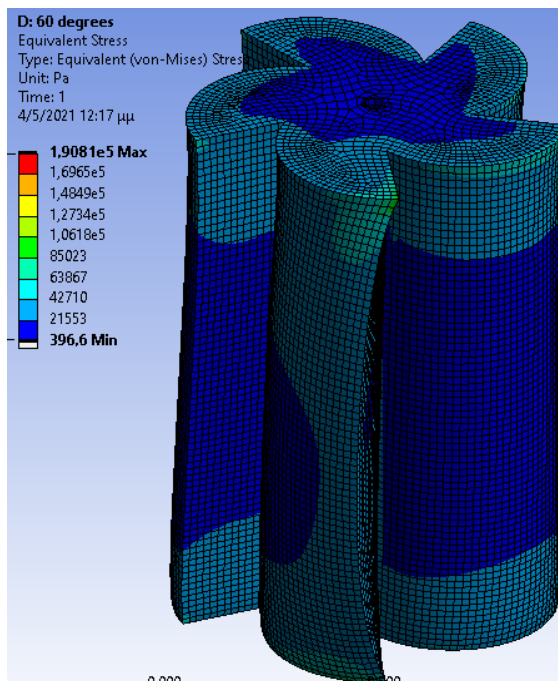 D: 60 degrees
Equivalent Stress
Type: Equivalent (von-Mises) Stres
Unit: Pa
Time: 1
4/5/2021 12:17 μμ
1,9081e5 Max
1,6965e5
1,4849e5
1,2734e5
1,0618e5
85023
63867
42710
21553
396,6 Min